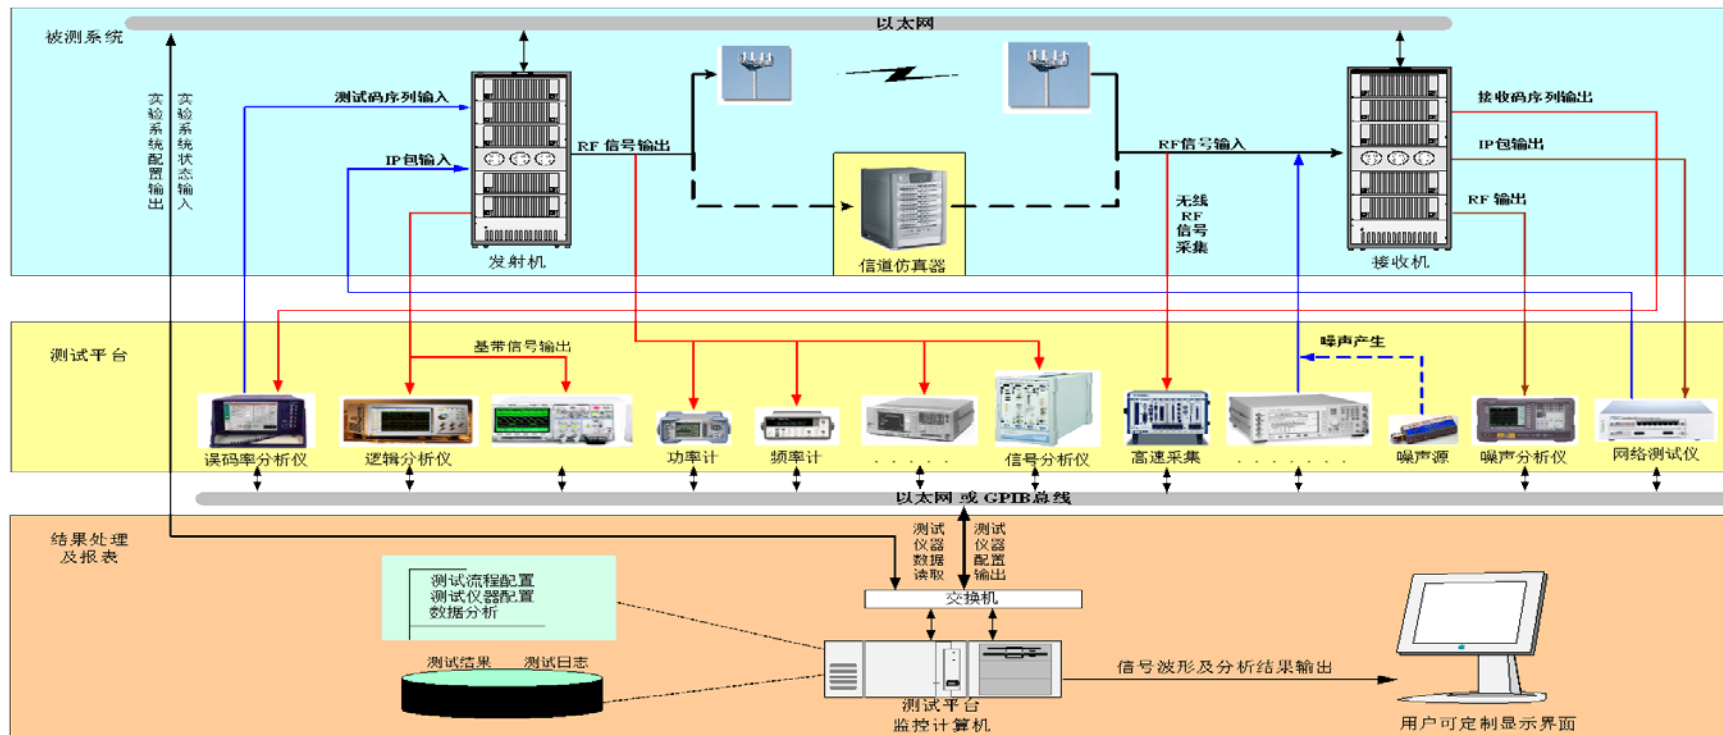 以太网
被测系统
实验系统配置输出
实验系统状态输入
测试码序列输入
IP包输入
RF 信号输出
发射机
信道仿真器
RF信号输入
无线
RF
信号
采集
接收码序列输出
IP包输出
RF 输出
接收机
测试平台
基带信号输出
噪声产生
误码率分析仪
逻辑分析仪
功率计
频率计
. . . . .
信号分析仪
高速采集
. . . . . . .
噪声源
噪声分析仪
网络测试仪
以太网 或 GPIB总线
结果处理
及报表
测试
仪器
数据
读取
测试
仪器
配置
输出
交换机
测试流程配置
测试仪器配置
数据分析
测试结果
测试日志
测试平台
监控计算机
信号波形及分析结果输出
用户可定制显示界面